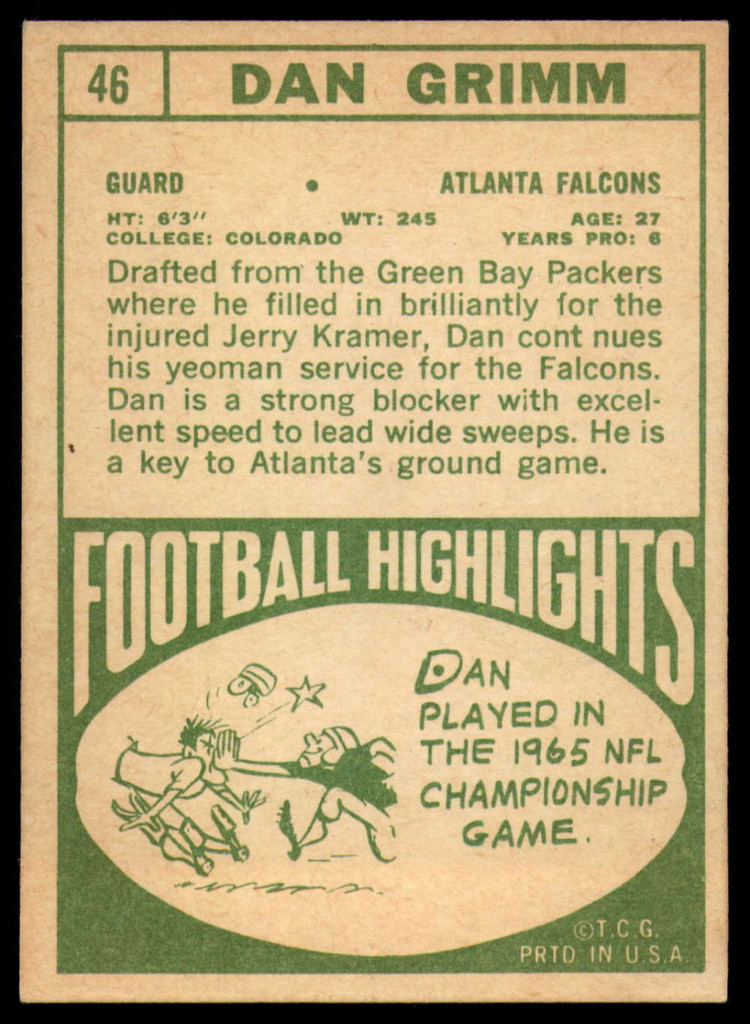 46 DAN GRIMM
GUARD • ATLANTA FALCONS
HT: 6'3'' WT: 245 AGE: 27
COLLEGE: COLORADO YEARS PRO: 6
Drafted from the Green Bay Packers
where he filled in brilliantly for the
injured Jerry Kramer, Dan cont nues
his yeoman service for the Falcons.
Dan is a strong blocker with excel-
lent speed to lead wide sweeps. He is
a key to Atlanta's ground game.
FOOTBALL HIGHLIGHTS
DAN
PLAYED IN
THE 1965 NFL
CHAMPIONSHIP
GAME.
©T.C.G.
PRTD IN U.S.A.